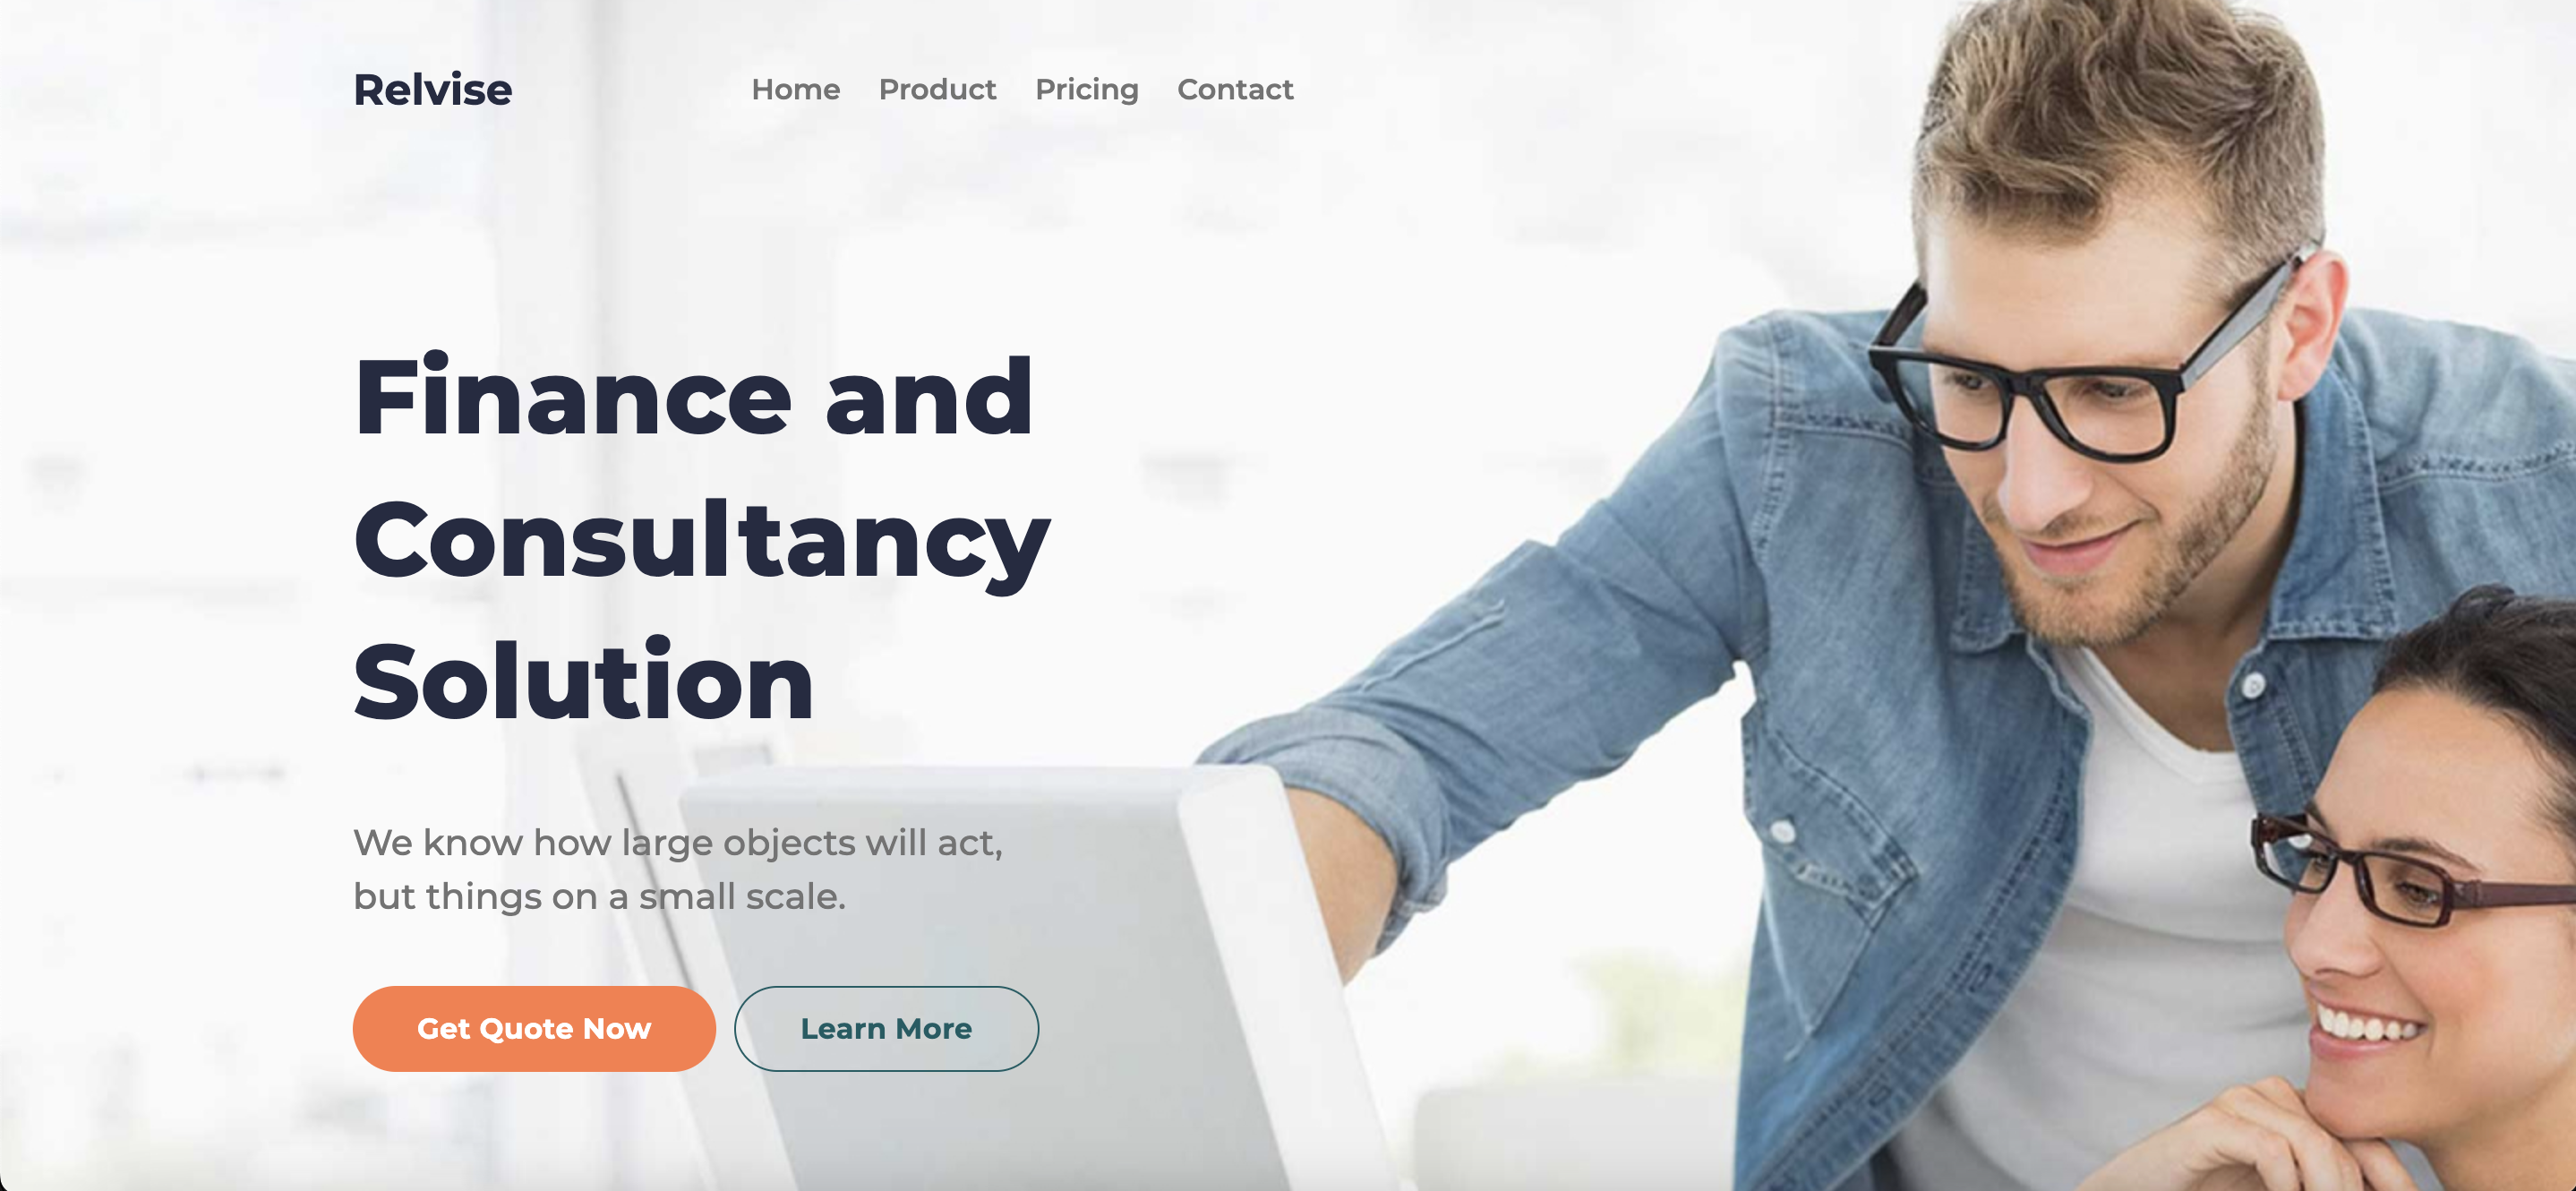 Relvise
Home Product Pricing Contact
Finance and
Consultancy
Solution
We know how large objects will act,
but things on a small scale.
Get Quote Now
Learn More